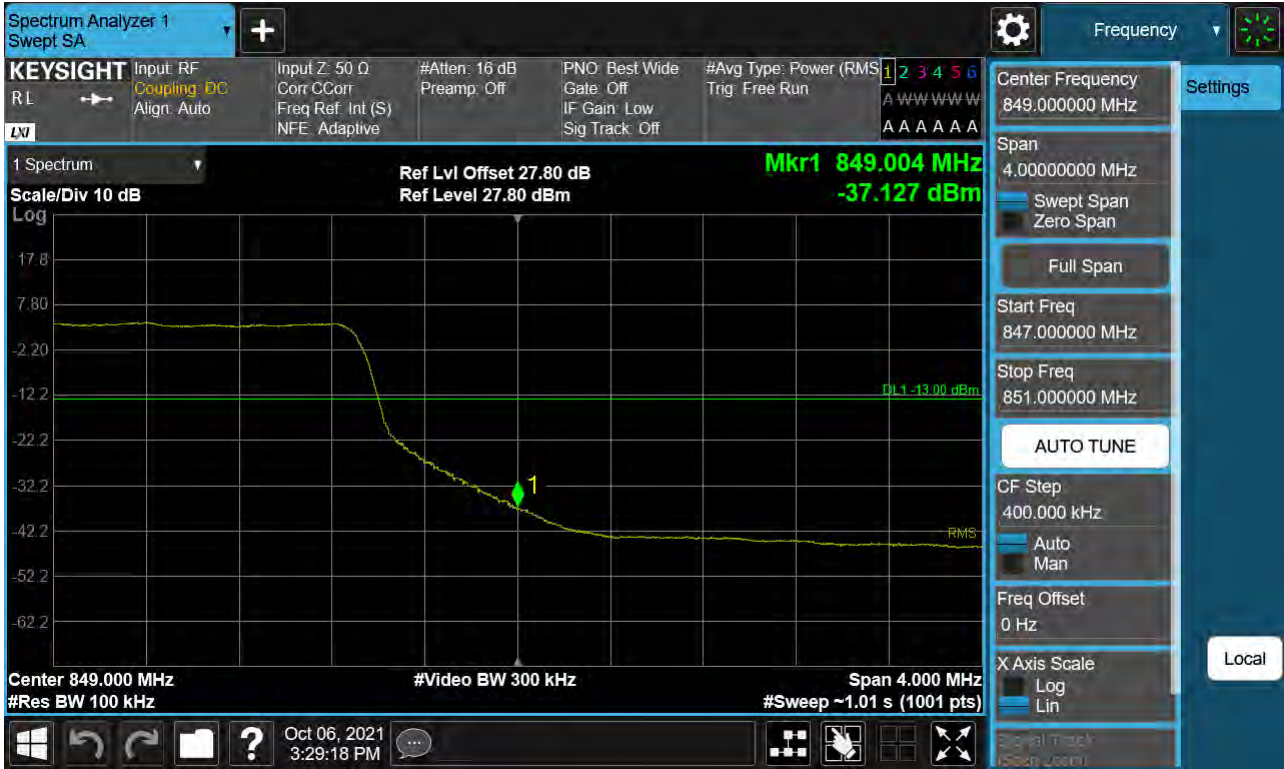 Spectrum Analyzer 1
Swept SA
+
Frequency
KEYSIGHT
R L
LXI
Input: RF
Coupling: DC
Align: Auto
Input Z: 50 Ω
Corr CCorr
Freq Ref: Int (S)
NFE: Adaptive
#Atten: 16 dB
Preamp: Off
PNO: Best Wide
Gate: Off
IF Gain: Low
Sig Track: Off
#Avg Type: Power (RMS
Trig: Free Run
1 2 3 4 5 6
A W W W W W
A A A A A A
1 Spectrum
Scale/Div 10 dB
Log
Ref Lvl Offset 27.80 dB
Ref Level 27.80 dBm
Mkr1 849.004 MHz
-37.127 dBm
17.8
7.80
-2.20
-12.2
-22.2
-32.2
-42.2
-52.2
-62.2
DL1 -13.00 dBm
1
RMS
Center 849.000 MHz
#Res BW 100 kHz
#Video BW 300 kHz
Span 4.000 MHz
#Sweep ~1.01 s (1001 pts)
Center Frequency
849.000000 MHz
Span
4.00000000 MHz
Swept Span
Zero Span
Full Span
Start Freq
847.000000 MHz
Stop Freq
851.000000 MHz
AUTO TUNE
CF Step
400.000 kHz
Auto
Man
Freq Offset
0 Hz
X Axis Scale
Log
Lin
Signal Track
(Span Zoom)
Settings
Local
?
Oct 06, 2021
3:29:18 PM